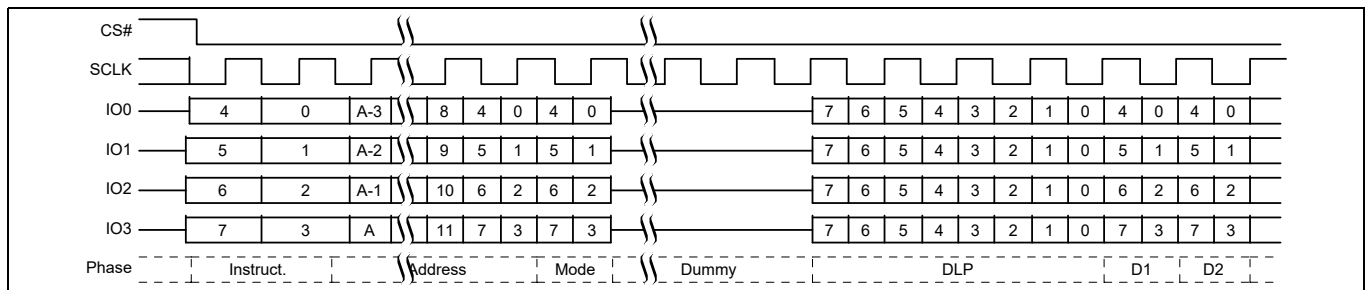 CS#
SCLK
IO0 4 0 A-3 8 4 0 4 0 7 6 5 4 3 2 1 0 4 0 4 0
IO1 5 1 A-2 9 5 1 5 1 7 6 5 4 3 2 1 0 5 1 5 1
IO2 6 2 A-1 10 6 2 6 2 7 6 5 4 3 2 1 0 6 2 6 2
IO3 7 3 A 11 7 3 7 3 7 6 5 4 3 2 1 0 7 3 7 3
Phase Instruct. Address Mode Dummy DLP D1 D2